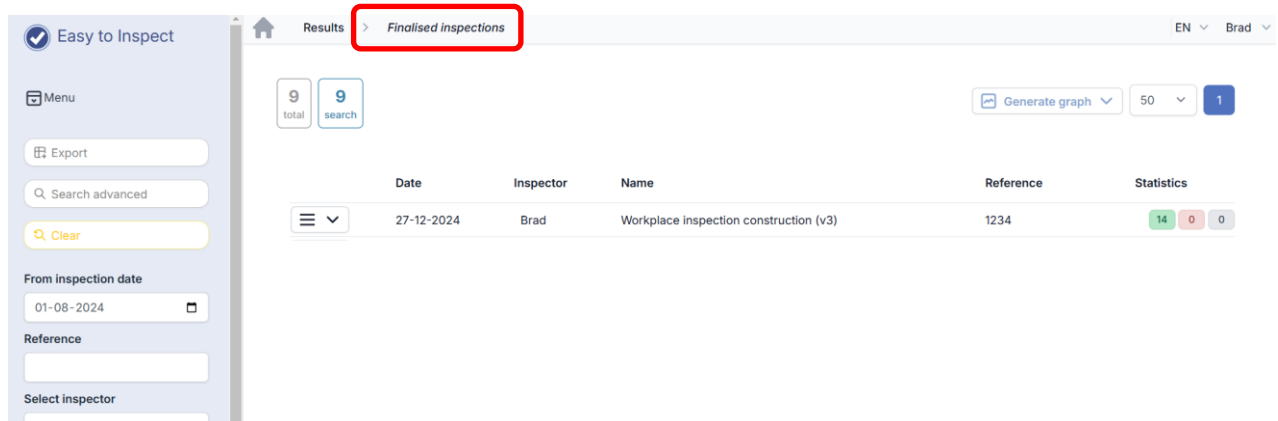 Easy to Inspect
Results > Finalised inspections
EN Brad
Menu
9 total
9 search
Generate graph
50
1
Export
Search advanced
Clear
From inspection date
01-08-2024
Reference
Select inspector
Date Inspector Name Reference Statistics
27-12-2024 Brad Workplace inspection construction (v3) 1234 14 0 0